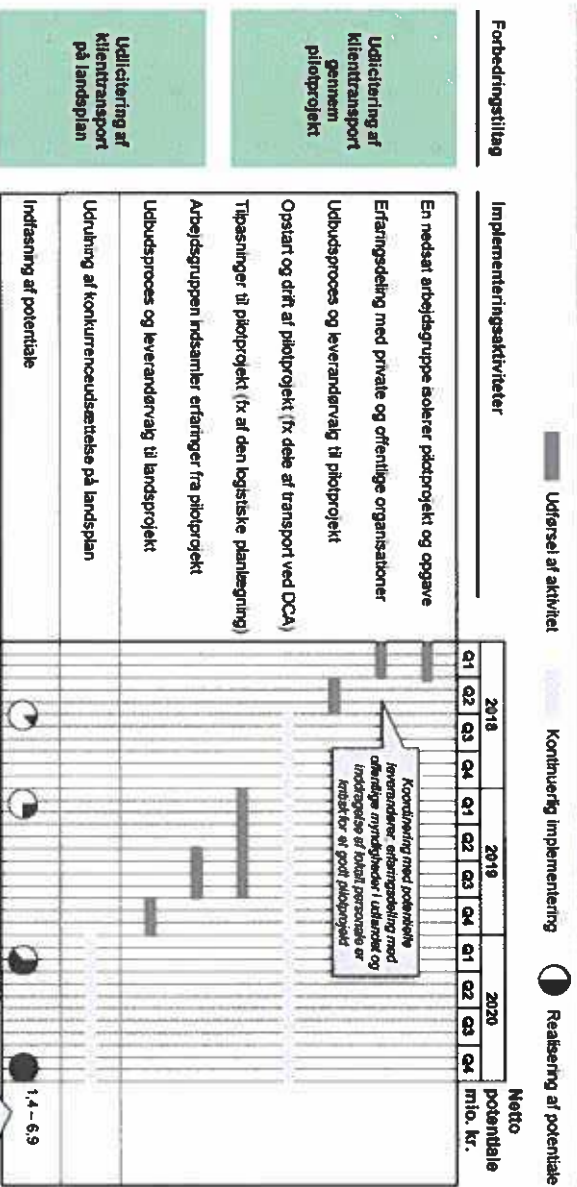 Udførsel af aktivitet
Kontinuerlig implementering
Realisering af potentiale
Forbedringstiltag
Implementeringsaktiviteter
2018
2019
2020
Netto
potentiale
mio. kr.
Q1 Q2 Q3 Q4 Q1 Q2 Q3 Q4 Q1 Q2 Q3 Q4
Udlicitering af
klienttransport
gennem
pilotprojekt
En nedsat arbejdsgruppe isolerer pilotprojekt og opgave
Erfaringsdeling med private og offentlige organisationer
Udbudsproces og leverandørvalg til pilotprojekt
Opstart og drift af pilotprojekt (fx dele af transport ved DCA)
Tilpasninger til pilotprojekt (fx af den logistiske planlægning)
Koordinering med potentielle
leverandører, erfaringsdeling med
offentlige myndigheder i udlandet og
inddragelse af lokalt personale er
kritisk for et godt pilotprojekt
Udlicitering af
klienttransport
på landsplan
Arbejdsgruppen indsamler erfaringer fra pilotprojekt
Udbudsproces og leverandørvalg til landsprojekt
Udrulning af konkurrenceudsættelse på landsplan
Indfasning af potentiale
1,4 – 6,9